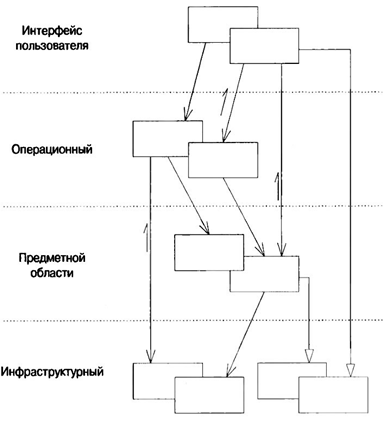 Интерфейс
пользователя
Операционный
Предметной
области
Инфраструктурный